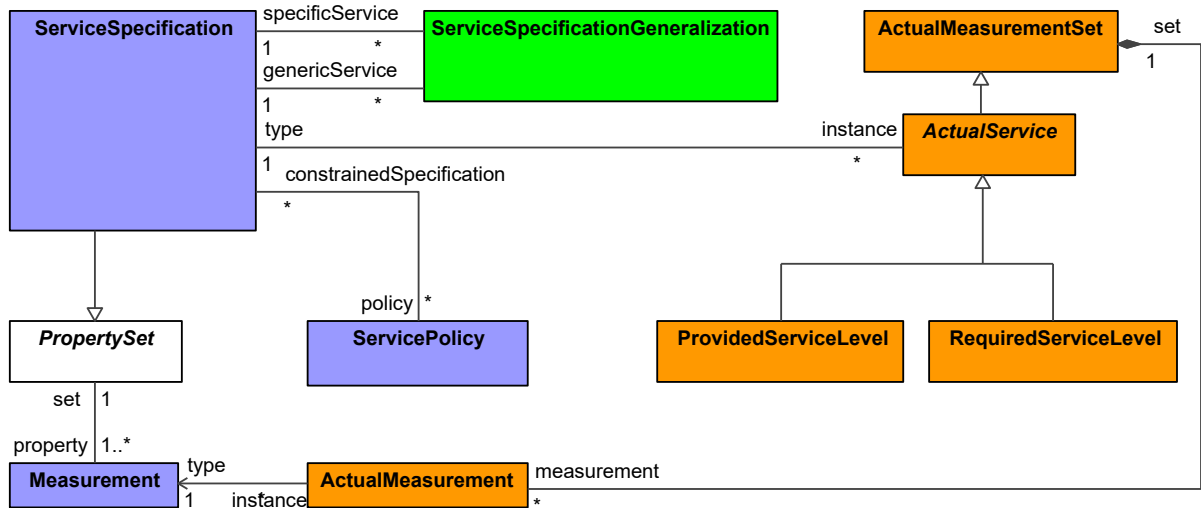 ServiceSpecification
specificService
1
*
genericService
1
*
ServiceSpecificationGeneralization
ActualMeasurementSet
set
1
type
1
instance
*
ActualService
constrainedSpecification
*
policy
*
PropertySet
ServicePolicy
ProvidedServiceLevel
RequiredServiceLevel
set
1
property
1..*
Measurement
type
1
instance
*
ActualMeasurement
measurement
*